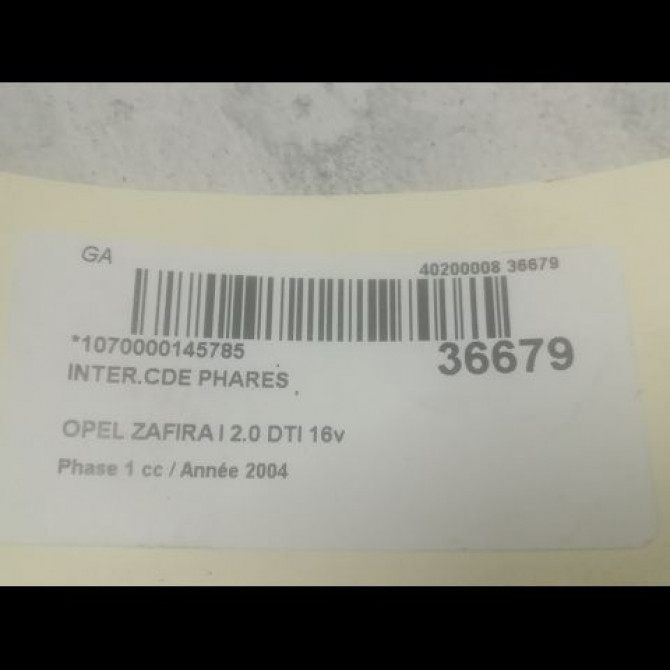 GA
40200008 36679
*1070000145785
36679
INTER.CDE PHARES
OPEL ZAFIRA I 2.0 DTI 16v
Phase 1 cc / Année 2004